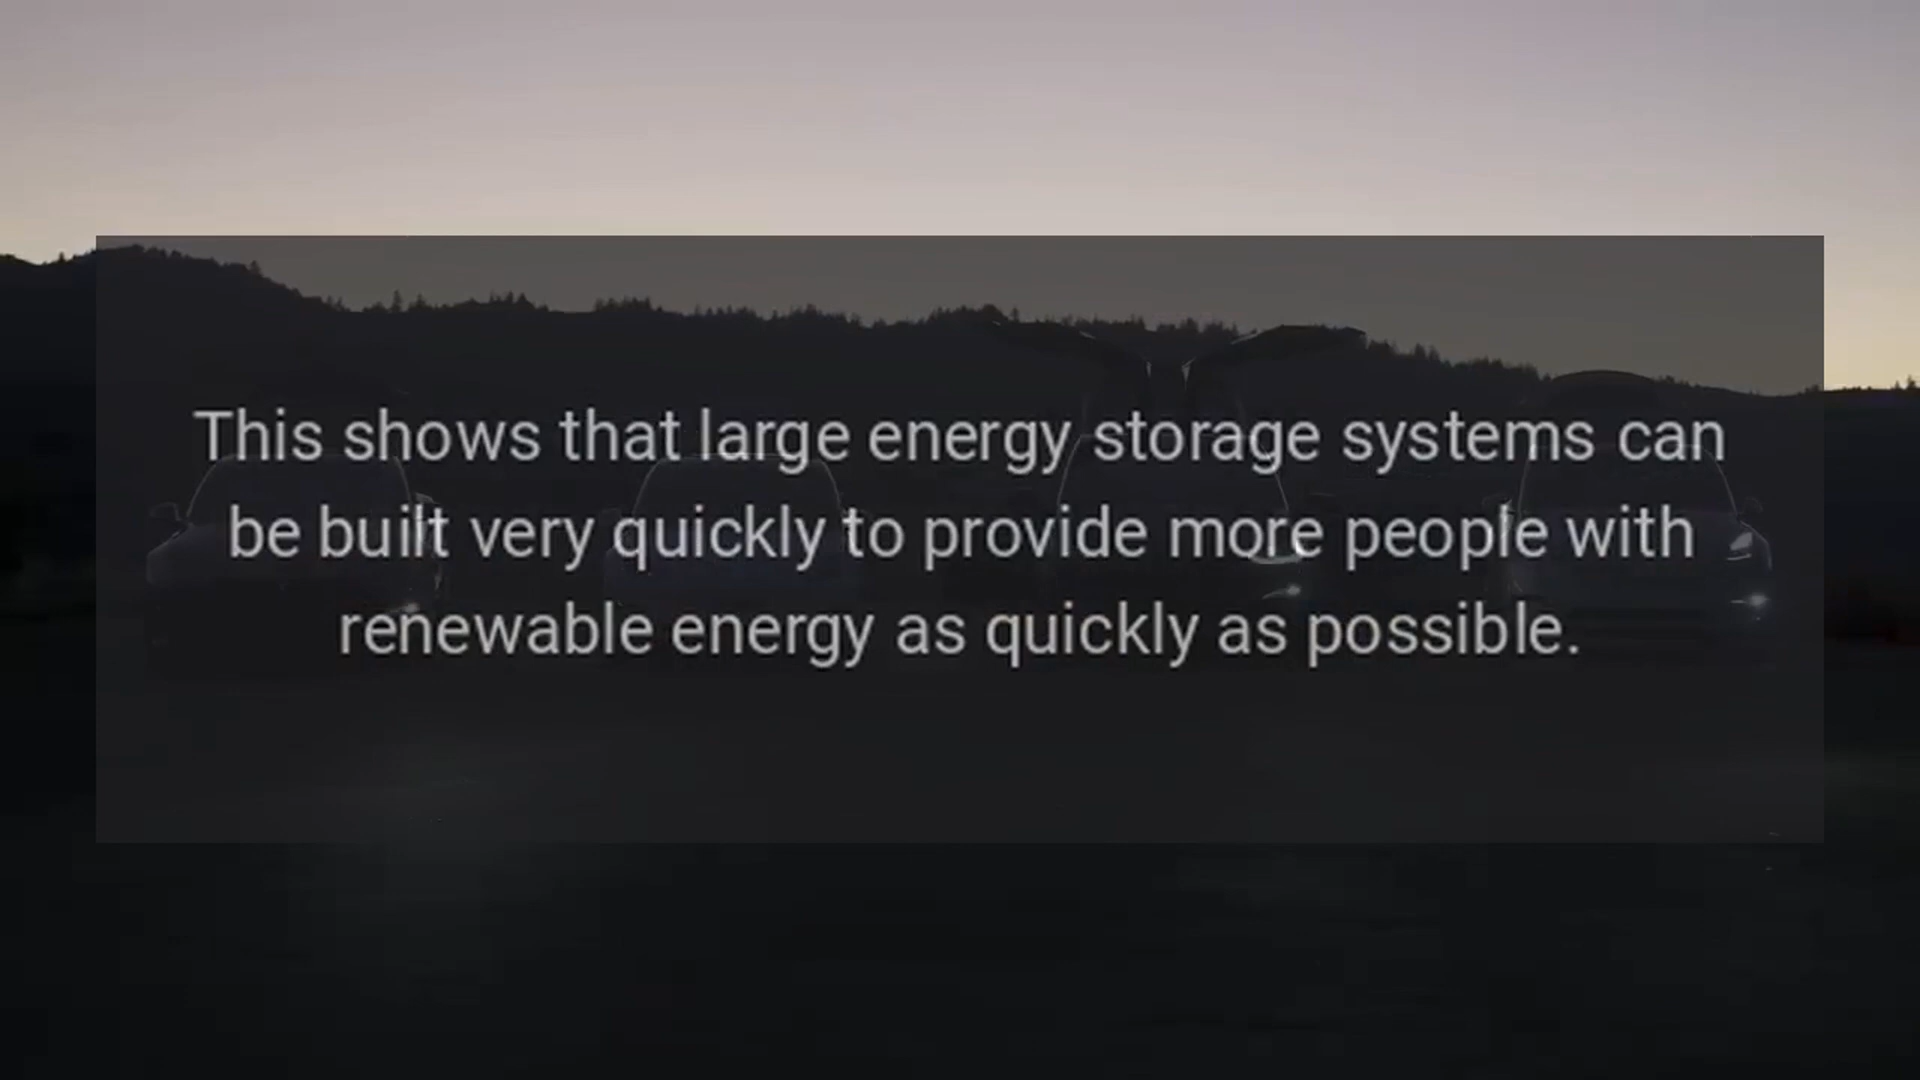 This shows that large energy storage systems can
be built very quickly to provide more people with
renewable energy as quickly as possible.